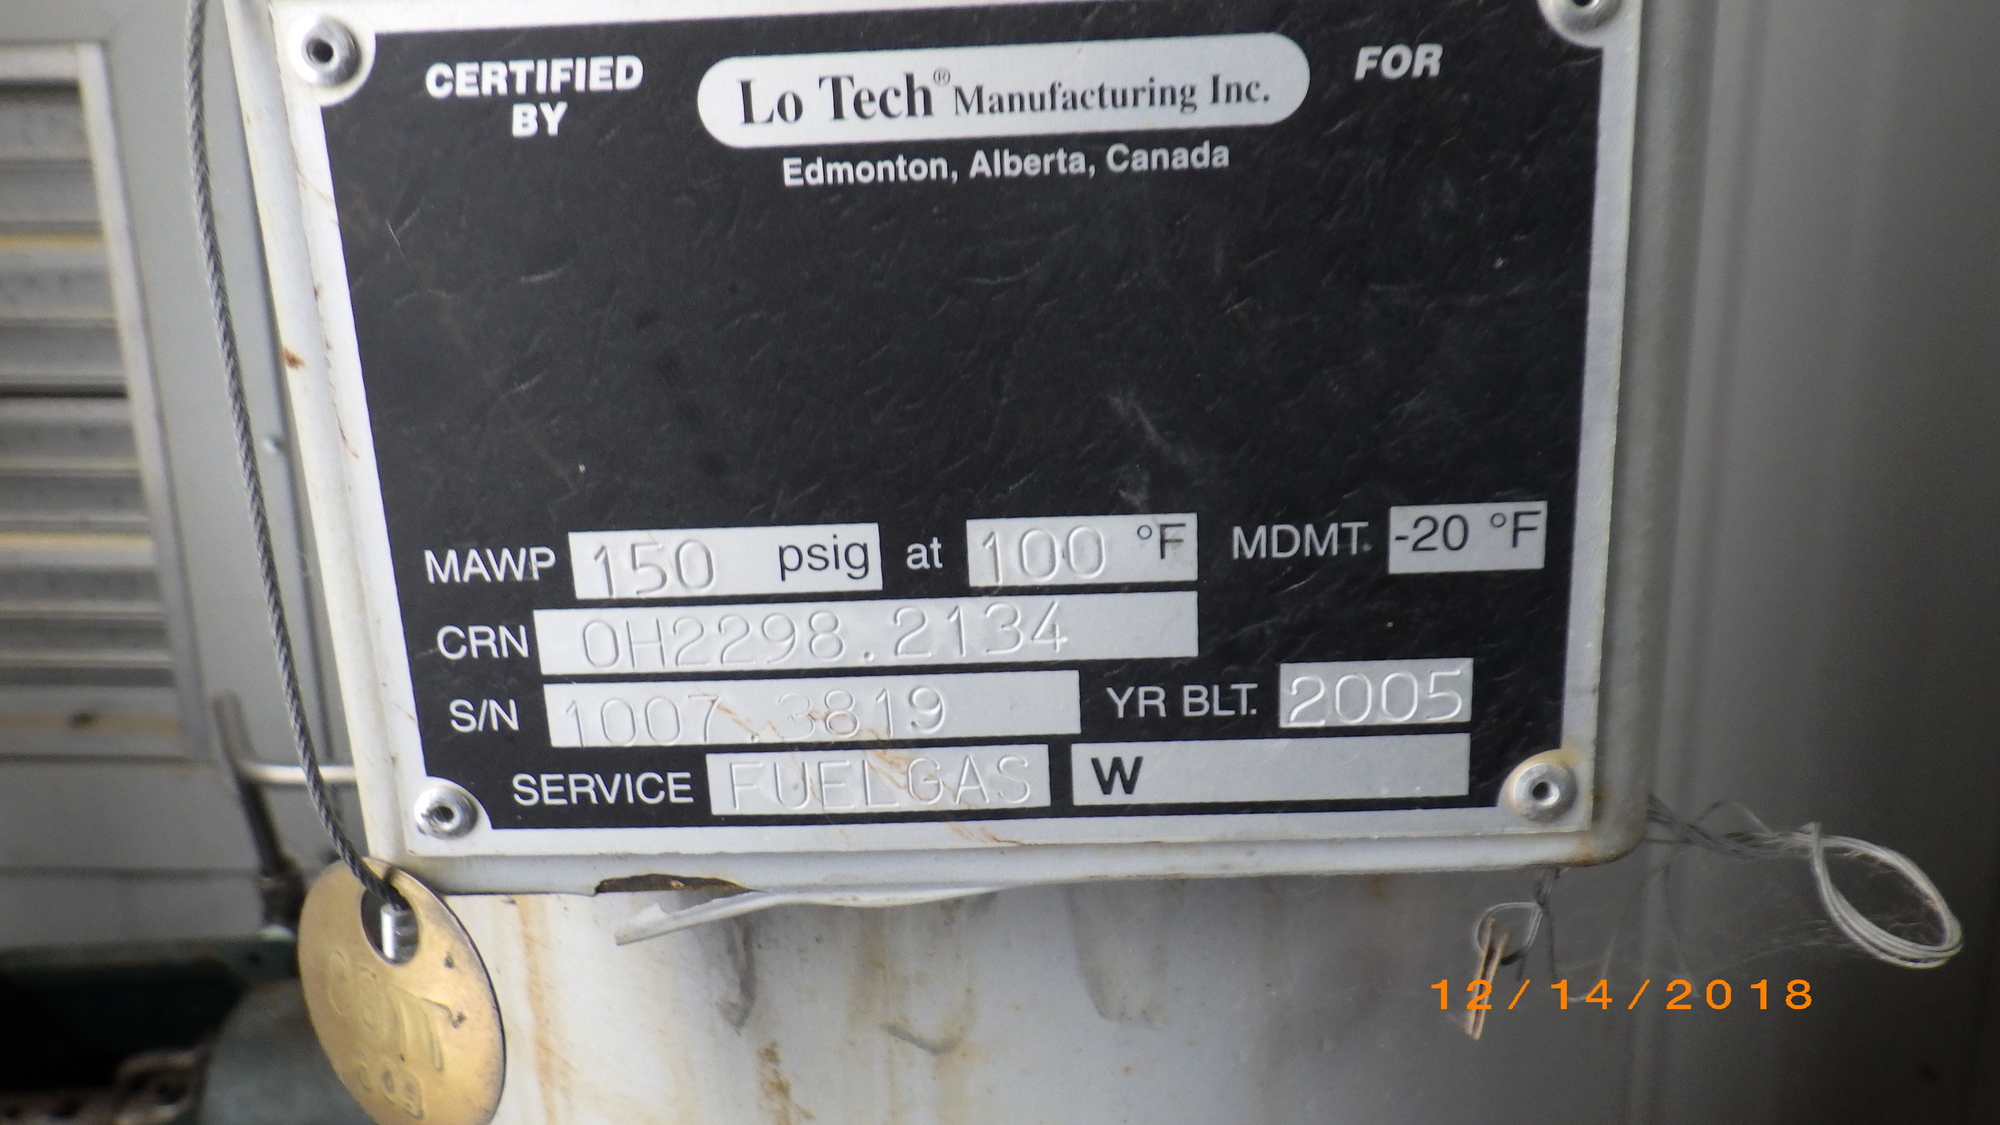 CERTIFIED BY
Lo Tech® Manufacturing Inc.
FOR
Edmonton, Alberta, Canada
MAWP 150 psig at 100 °F MDMT. -20 °F
CRN 0H2298.2134
S/N 1007.3819 YR BLT. 2005
SERVICE FUELGAS W
12/14/2018